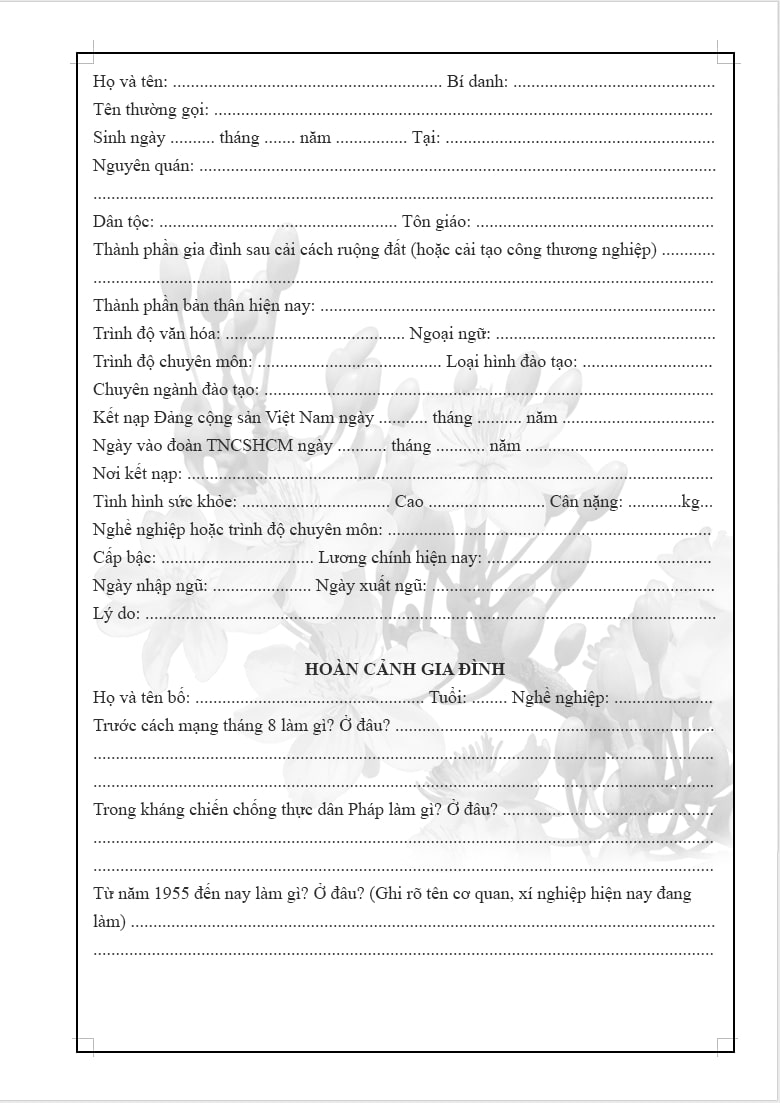 Họ và tên: ............................................................ Bí danh: .............................................
Tên thường gọi: ...............................................................................................................
Sinh ngày .......... tháng ....... năm ................ Tại: ............................................................
Nguyên quán: ...................................................................................................................
..........................................................................................................................................
Dân tộc: ..................................................... Tôn giáo: .....................................................
Thành phần gia đình sau cải cách ruộng đất (hoặc cải tạo công thương nghiệp) ............
..........................................................................................................................................
Thành phần bản thân hiện nay: ........................................................................................
Trình độ văn hóa: .............................................. Ngoại ngữ: .................................................
Trình độ chuyên môn: ......................................... Loại hình đào tạo: .............................
Chuyên ngành đào tạo: ....................................................................................................
Kết nạp Đảng cộng sản Việt Nam ngày ........... tháng .......... năm ..................................
Ngày vào đoàn TNCSHCM ngày ........... tháng ........... năm ..........................................
Nơi kết nạp: .....................................................................................................................
Tình hình sức khỏe: ................................. Cao .......................... Cân nặng: ............kg...
Nghề nghiệp hoặc trình độ chuyên môn: ........................................................................
Cấp bậc: .................................. Lương chính hiện nay: ..................................................
Ngày nhập ngũ: ...................... Ngày xuất ngũ: ...............................................................
Lý do: ...............................................................................................................................
HOÀN CẢNH GIA ĐÌNH
Họ và tên bố: ................................................... Tuổi: ........ Nghề nghiệp: ......................
Trước cách mạng tháng 8 làm gì? Ở đâu? .......................................................................
..........................................................................................................................................
..........................................................................................................................................
Trong kháng chiến chống thực dân Pháp làm gì? Ở đâu? ...............................................
..........................................................................................................................................
..........................................................................................................................................
Từ năm 1955 đến nay làm gì? Ở đâu? (Ghi rõ tên cơ quan, xí nghiệp hiện nay đang
làm) ..................................................................................................................................
..........................................................................................................................................